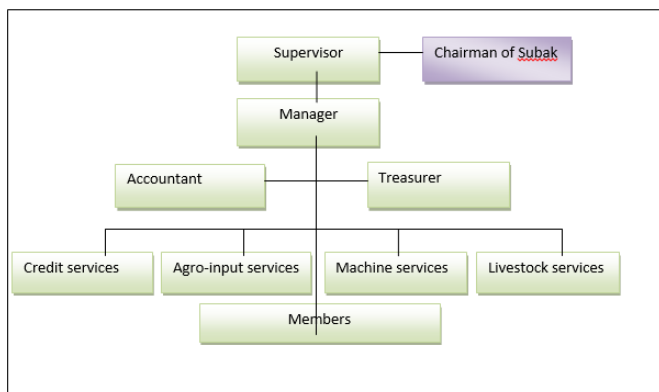 Supervisor
Chairman of Subak
Manager
Accountant
Treasurer
Credit services
Agro-input services
Machine services
Livestock services
Members